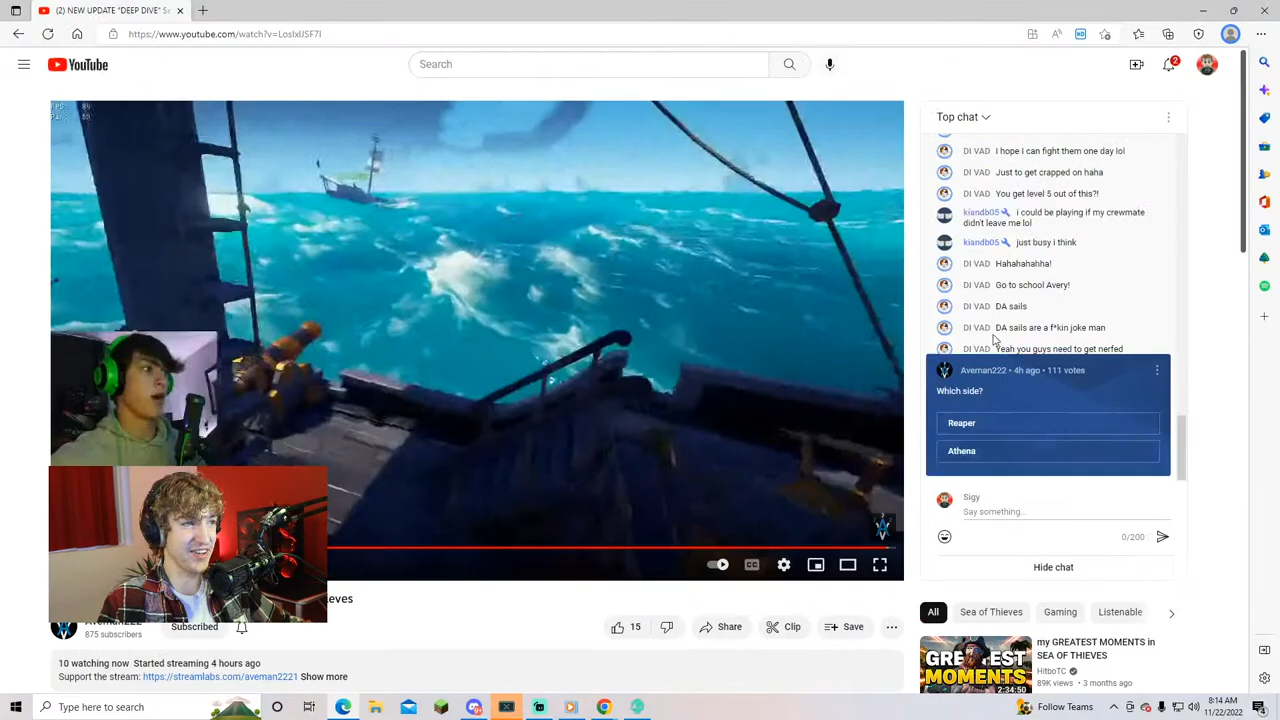 (2) NEW UPDATE "DEEP DIVE" S
https://www.youtube.com/watch?v=LosIxlJSF7I
YouTube
Search
2
Top chat
DI VAD I hope I can fight them one day lol
DI VAD Just to get crapped on haha
DI VAD You get level 5 out of this?!
kiandb05 i could be playing if my crewmate
didn't leave me lol
kiandb05 just busy i think
DI VAD Hahahahahha!
DI VAD Go to school Avery!
DI VAD DA sails
DI VAD DA sails are a f*kin joke man
DI VAD Yeah you guys need to get nerfed
Aveman222 • 4h ago • 111 votes
Which side?
Reaper
Athena
Sigy
Say something...
0/200
Hide chat
eves
Aveman222
875 subscribers
Subscribed
15
Share
Clip
Save
10 watching now Started streaming 4 hours ago
Support the stream: https://streamlabs.com/aveman2221 Show more
All
Sea of Thieves
Gaming
Listenable
GREATEST
MOMENTS
2:34:50
my GREATEST MOMENTS in
SEA OF THIEVES
HitboTC
89K views • 3 months ago
Type here to search
Follow Teams
8:14 AM
11/22/2022
4